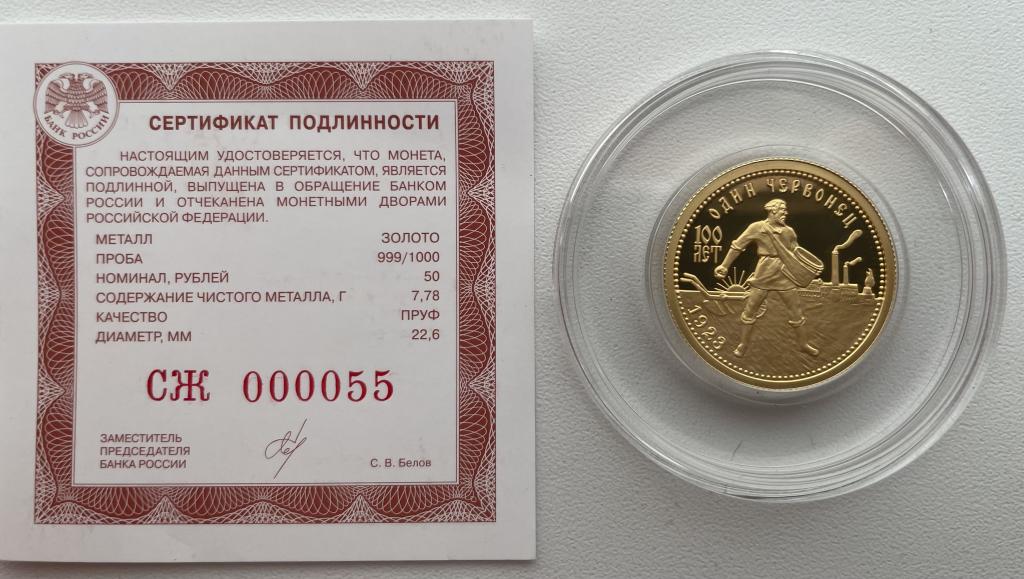 БАНК РОССИИ
СЕРТИФИКАТ ПОДЛИННОСТИ
НАСТОЯЩИМ УДОСТОВЕРЯЕТСЯ, ЧТО МОНЕТА,
СОПРОВОЖДАЕМАЯ ДАННЫМ СЕРТИФИКАТОМ, ЯВЛЯЕТСЯ
ПОДЛИННОЙ, ВЫПУЩЕНА В ОБРАЩЕНИЕ БАНКОМ
РОССИИ И ОТЧЕКАНЕНА МОНЕТНЫМИ ДВОРАМИ
РОССИЙСКОЙ ФЕДЕРАЦИИ.
МЕТАЛЛ ЗОЛОТО
ПРОБА 999/1000
НОМИНАЛ, РУБЛЕЙ 50
СОДЕРЖАНИЕ ЧИСТОГО МЕТАЛЛА, Г 7,78
КАЧЕСТВО ПРУФ
ДИАМЕТР, ММ 22,6
СЖ 000055
ЗАМЕСТИТЕЛЬ
ПРЕДСЕДАТЕЛЯ
БАНКА РОССИИ
С. В. Белов
ОДИН ЧЕРВОНЕЦ
100
ЛЕТ
1923